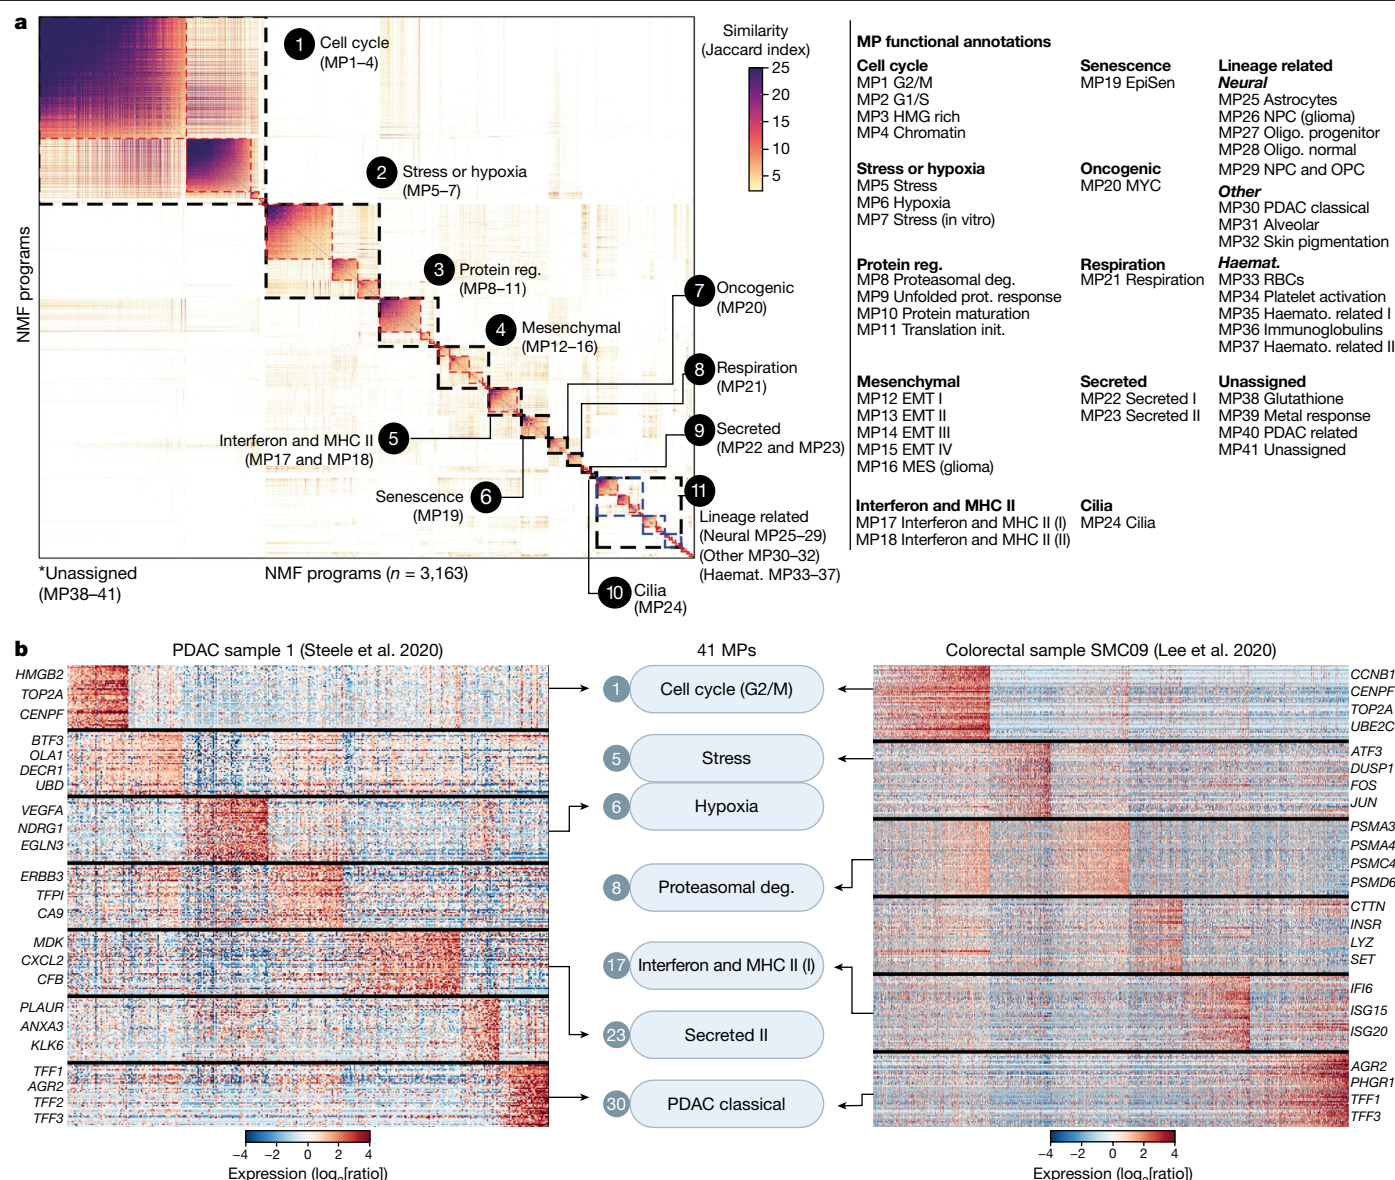 a
1 Cell cycle
(MP1–4)
Similarity
(Jaccard index)
25
20
15
10
5
2 Stress or hypoxia
(MP5–7)
3 Protein reg.
(MP8–11)
4 Mesenchymal
(MP12–16)
7 Oncogenic
(MP20)
8 Respiration
(MP21)
9 Secreted
(MP22 and MP23)
Interferon and MHC II 5
(MP17 and MP18)
Senescence 6
(MP19)
11
Lineage related
(Neural MP25–29)
(Other MP30–32)
(Haemat. MP33–37)
10 Cilia
(MP24)
NMF programs
*Unassigned
(MP38–41)
NMF programs (n = 3,163)
MP functional annotations
Cell cycle
MP1 G2/M
MP2 G1/S
MP3 HMG rich
MP4 Chromatin
Stress or hypoxia
MP5 Stress
MP6 Hypoxia
MP7 Stress (in vitro)
Protein reg.
MP8 Proteasomal deg.
MP9 Unfolded prot. response
MP10 Protein maturation
MP11 Translation init.
Mesenchymal
MP12 EMT I
MP13 EMT II
MP14 EMT III
MP15 EMT IV
MP16 MES (glioma)
Interferon and MHC II
MP17 Interferon and MHC II (I)
MP18 Interferon and MHC II (II)
Senescence
MP19 EpiSen
Oncogenic
MP20 MYC
Respiration
MP21 Respiration
Secreted
MP22 Secreted I
MP23 Secreted II
Cilia
MP24 Cilia
Lineage related
Neural
MP25 Astrocytes
MP26 NPC (glioma)
MP27 Oligo. progenitor
MP28 Oligo. normal
MP29 NPC and OPC
Other
MP30 PDAC classical
MP31 Alveolar
MP32 Skin pigmentation
Haemat.
MP33 RBCs
MP34 Platelet activation
MP35 Haemato. related I
MP36 Immunoglobulins
MP37 Haemato. related II
Unassigned
MP38 Glutathione
MP39 Metal response
MP40 PDAC related
MP41 Unassigned
b
PDAC sample 1 (Steele et al. 2020)
HMGB2
TOP2A
CENPF
BTF3
OLA1
DECR1
UBD
VEGFA
NDRG1
EGLN3
ERBB3
TFPI
CA9
MDK
CXCL2
CFB
PLAUR
ANXA3
KLK6
TFF1
AGR2
TFF2
TFF3
−4 −2 0 2 4
Expression (log2[ratio])
41 MPs
1 Cell cycle (G2/M)
5 Stress
6 Hypoxia
8 Proteasomal deg.
17 Interferon and MHC II (I)
23 Secreted II
30 PDAC classical
Colorectal sample SMC09 (Lee et al. 2020)
CCNB1
CENPF
TOP2A
UBE2C
ATF3
DUSP1
FOS
JUN
PSMA3
PSMA4
PSMC4
PSMD6
CTTN
INSR
LYZ
SET
IFI6
ISG15
ISG20
AGR2
PHGR1
TFF1
TFF3
−4 −2 0 2 4
Expression (log2[ratio])